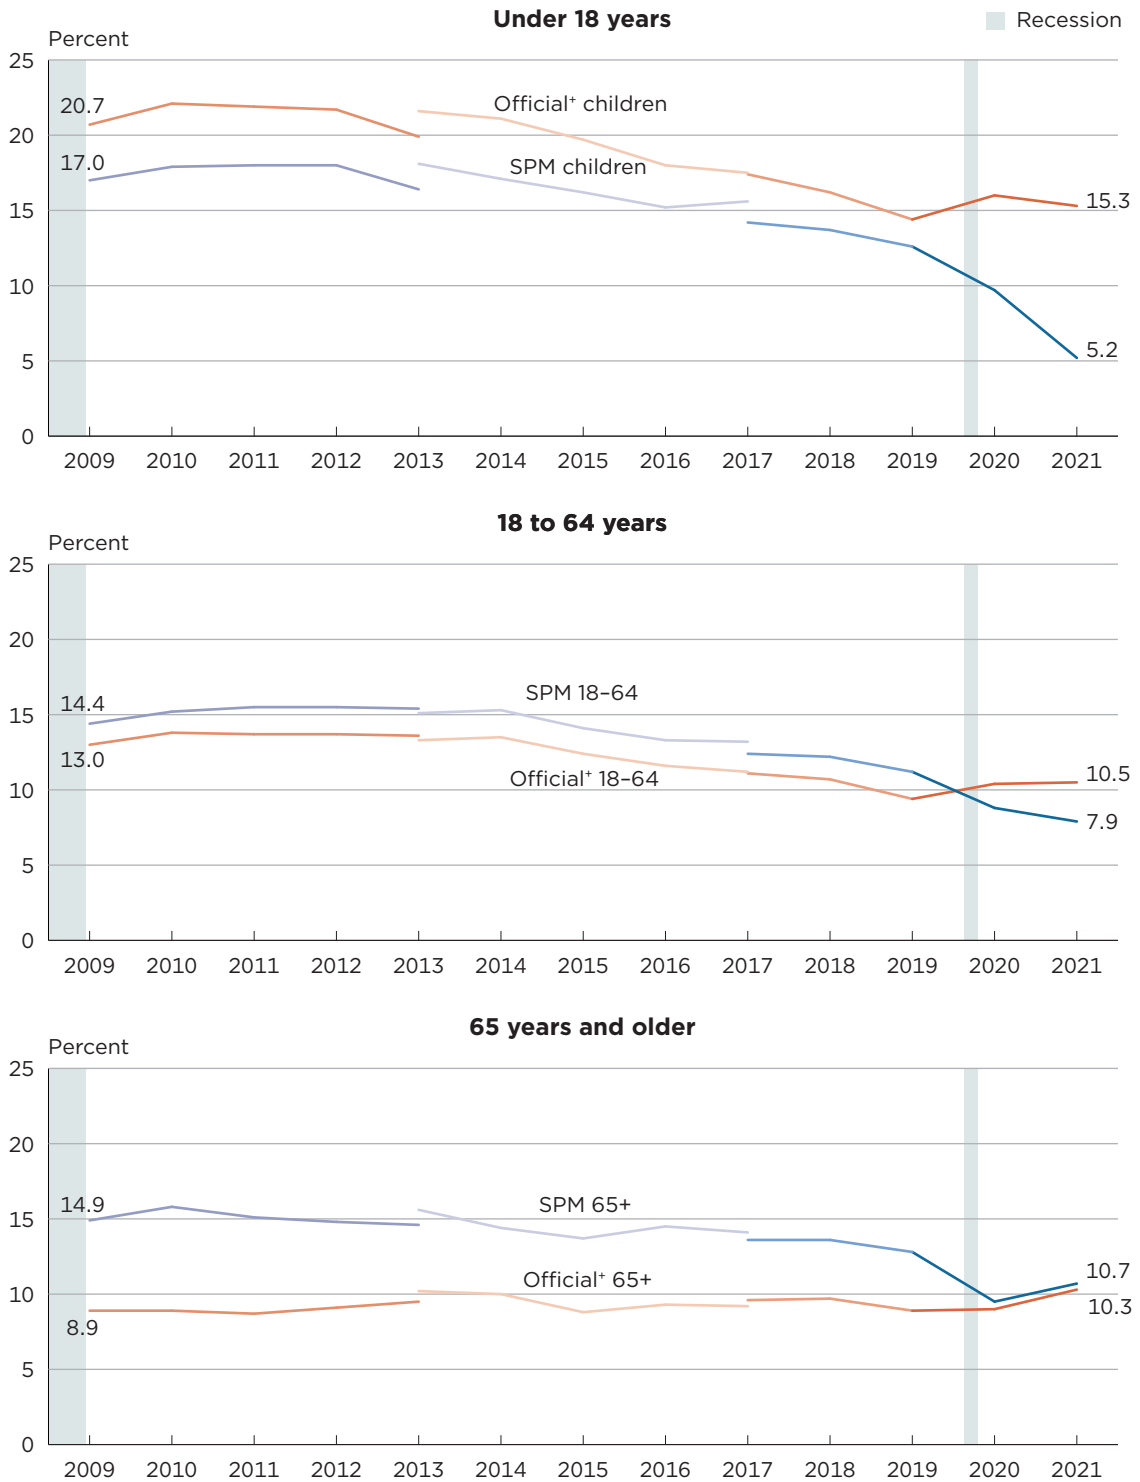 Under 18 years
Recession
Percent
25
20
15
10
5
0
20.7
17.0
Official⁺ children
SPM children
15.3
5.2
2009 2010 2011 2012 2013 2014 2015 2016 2017 2018 2019 2020 2021
18 to 64 years
Percent
25
20
15
10
5
0
14.4
13.0
SPM 18–64
Official⁺ 18–64
10.5
7.9
2009 2010 2011 2012 2013 2014 2015 2016 2017 2018 2019 2020 2021
65 years and older
Percent
25
20
15
10
5
0
14.9
8.9
SPM 65+
Official⁺ 65+
10.7
10.3
2009 2010 2011 2012 2013 2014 2015 2016 2017 2018 2019 2020 2021